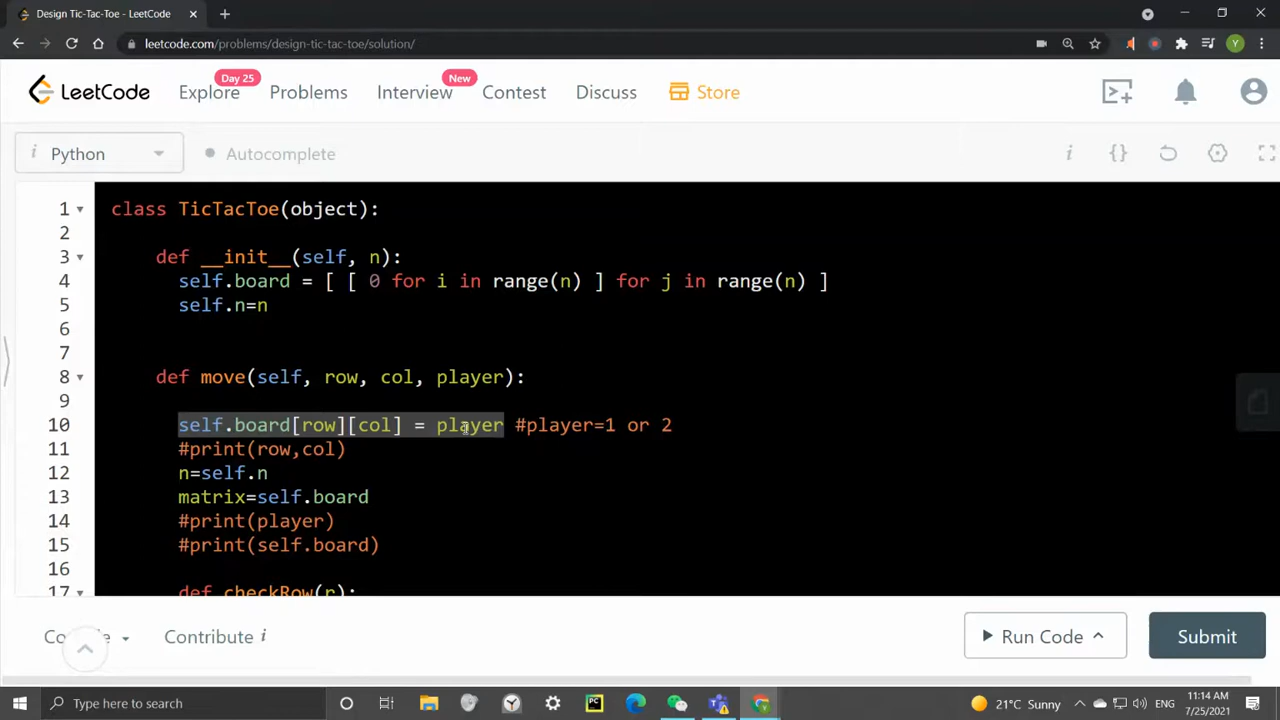 Design Tic-Tac-Toe - LeetCode
leetcode.com/problems/design-tic-tac-toe/solution/
Y
LeetCode
Explore
Day 25
Problems
Interview
New
Contest
Discuss
Store
i
Python
Autocomplete
i
{}
1 class TicTacToe(object):
2
3 def __init__(self, n):
4 self.board = [ [ 0 for i in range(n) ] for j in range(n) ]
5 self.n=n
6
7
8 def move(self, row, col, player):
9
10 self.board[row][col] = player #player=1 or 2
11 #print(row,col)
12 n=self.n
13 matrix=self.board
14 #print(player)
15 #print(self.board)
16
17 def checkRow(r):
Contribute i
Run Code
Submit
Type here to search
PC
21°C Sunny
ENG
11:14 AM
7/25/2021